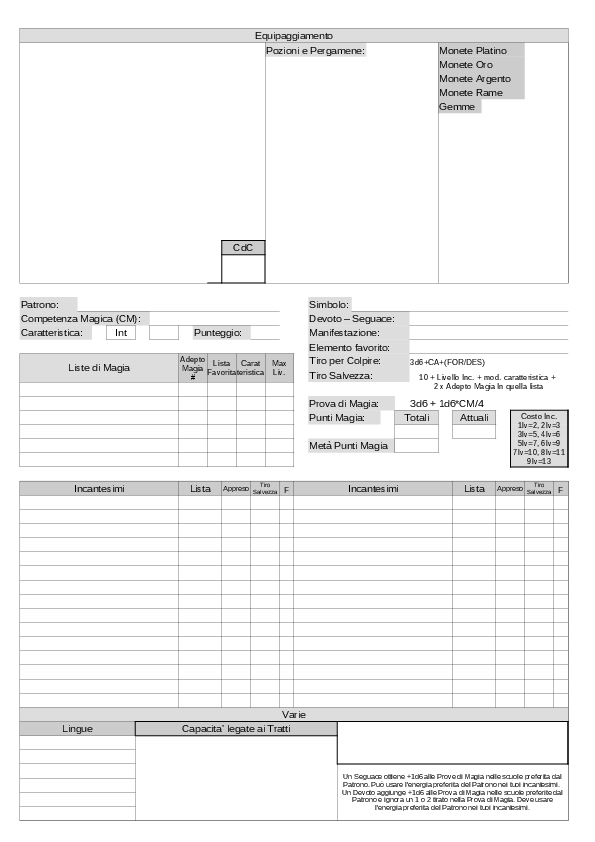 Equipaggiamento
Pozioni e Pergamene:
Monete Platino
Monete Oro
Monete Argento
Monete Rame
Gemme
CdC
Patrono:
Competenza Magica (CM):
Caratteristica: Int Punteggio:
Simbolo:
Devoto – Seguace:
Manifestazione:
Elemento favorito:
Tiro per Colpire: 3d6+CA+(FOR/DES)
Tiro Salvezza: 10 + Livello Inc. + mod. caratteristica +
2 x Adepto Magia In quella lista
Liste di Magia
Adepto
Magia
#
Lista
Favorita
Carat
teristica
Max
Liv.
Prova di Magia: 3d6 + 1d6*CM/4
Punti Magia: Totali Attuali
Metà Punti Magia
Costo Inc.
1lv=2, 2lv=3
3lv=5, 4lv=6
5lv=7, 6lv=9
7lv=10, 8lv=11
9lv=13
Incantesimi Lista Appreso Tiro
Salvezza F
Incantesimi Lista Appreso Tiro
Salvezza F
Varie
Lingue
Capacita' legate ai Tratti
Un Seguace ottiene +1d6 alle Prove di Magia nelle scuole preferita dal
Patrono. Può usare l'energia preferita del Patrono nei tuoi incantesimi.
Un Devoto aggiunge +1d6 alle Prova di Magia nelle scuole preferite dal
Patrono e ignora un 1 o 2 tirato nella Prova di Magia. Deve usare
l'energia preferita del Patrono nei tuoi incantesimi.